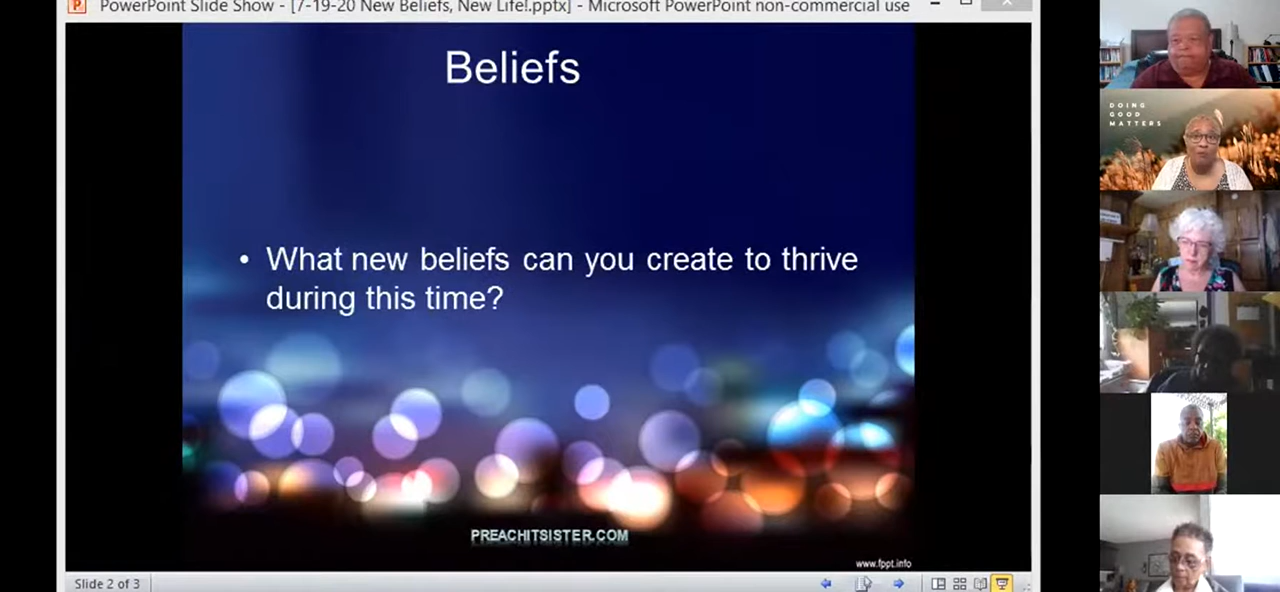 PowerPoint Slide Show - [7-19-20 New Beliefs, New Life!.pptx] - Microsoft PowerPoint non-commercial use
Beliefs
• What new beliefs can you create to thrive
during this time?
PREACHITSISTER.COM
www.fppt.info
Slide 2 of 3
DOING
GOOD
MATTERS